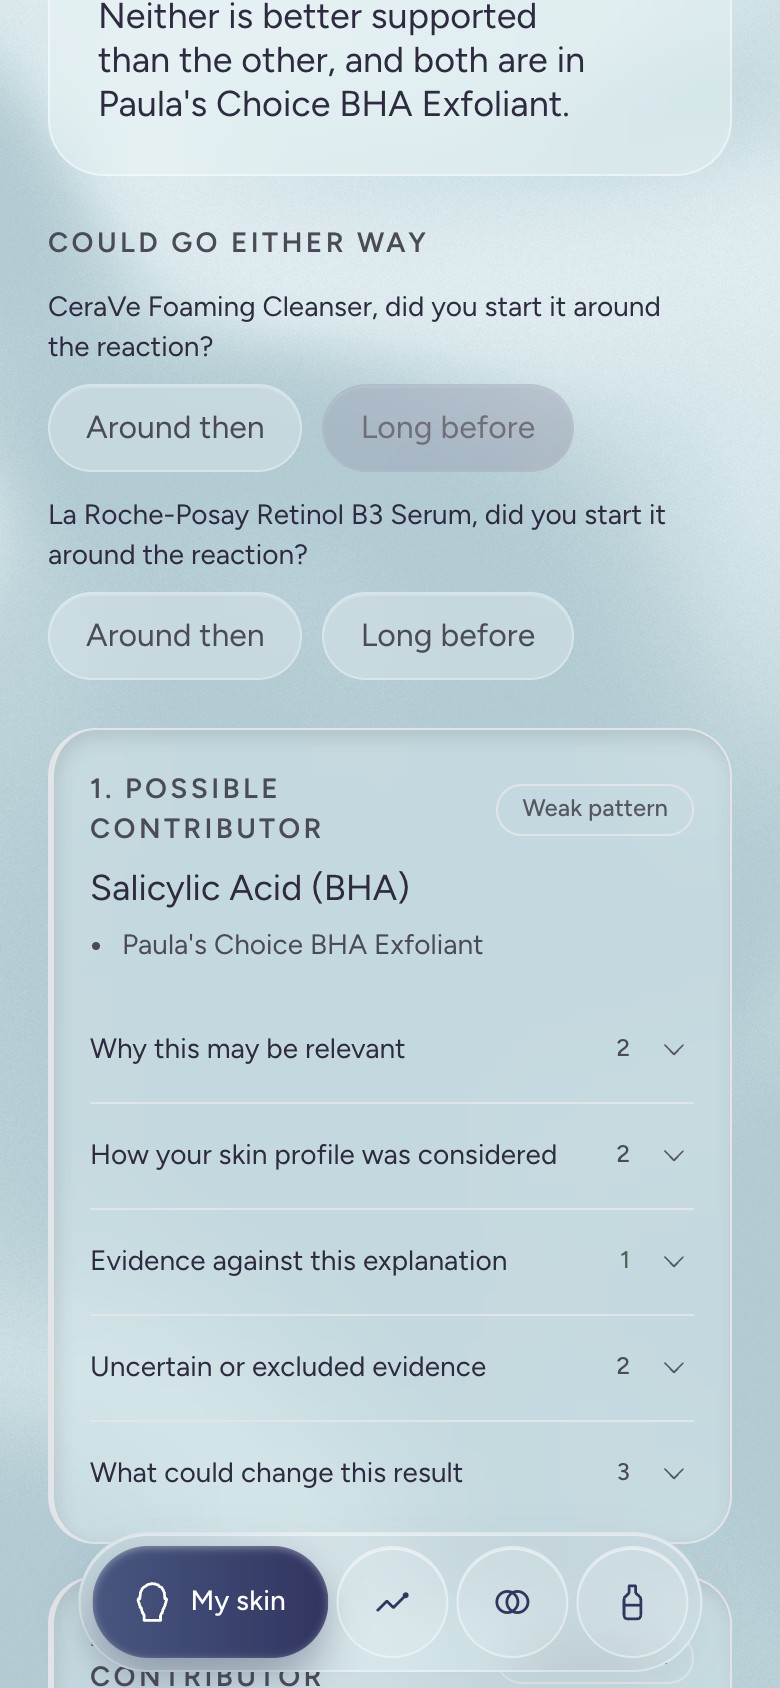 Neither is better supported
than the other, and both are in
Paula's Choice BHA Exfoliant.
COULD GO EITHER WAY
CeraVe Foaming Cleanser, did you start it around
the reaction?
Around then
Long before
La Roche-Posay Retinol B3 Serum, did you start it
around the reaction?
Around then
Long before
1. POSSIBLE
CONTRIBUTOR
Weak pattern
Salicylic Acid (BHA)
• Paula's Choice BHA Exfoliant
Why this may be relevant 2
How your skin profile was considered 2
Evidence against this explanation 1
Uncertain or excluded evidence 2
What could change this result 3
My skin
CONTRIBUTOR